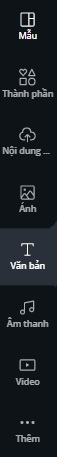 Mẫu
Thành phần
Nội dung ...
Ảnh
Văn bản
Âm thanh
Video
Thêm